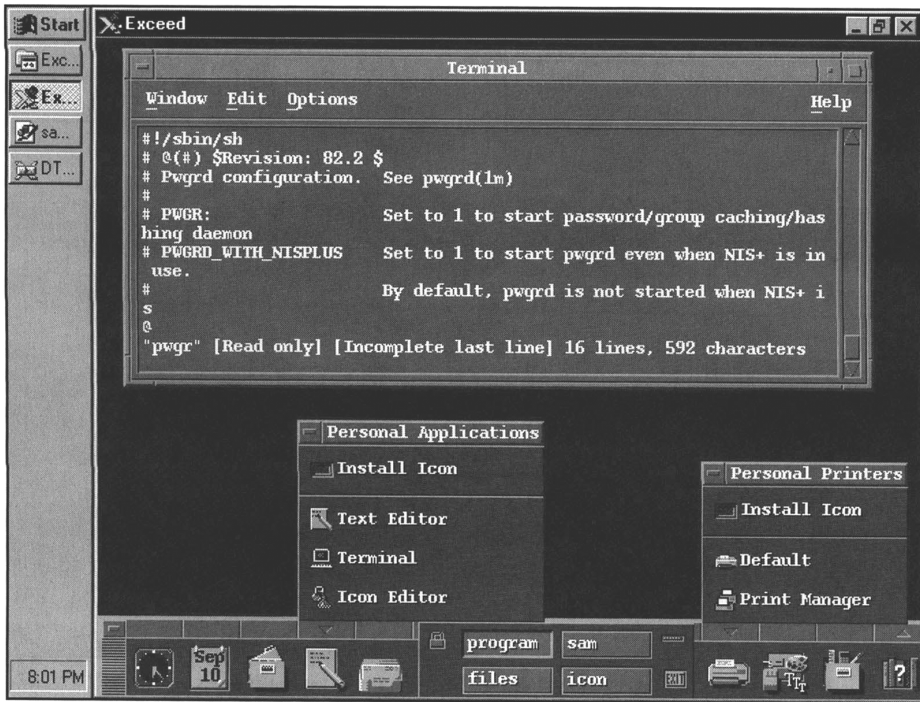 Start
Exceed
Exc...
Ex...
sa...
DT...
Terminal
Window Edit Options Help
#!/sbin/sh
# @(#) $Revision: 82.2 $
# Pwgrd configuration. See pwgrd(1m)
#
# PWGR: Set to 1 to start password/group caching/has
hing daemon
# PWGRD_WITH_NISPLUS Set to 1 to start pwgrd even when NIS+ is in
use.
# By default, pwgrd is not started when NIS+ i
s
@
"pwgr" [Read only] [Incomplete last line] 16 lines, 592 characters
Personal Applications
Install Icon
Text Editor
Terminal
Icon Editor
Personal Printers
Install Icon
Default
Print Manager
Sep
10
program sam
files icon
EXIT
TTT
?
8:01 PM